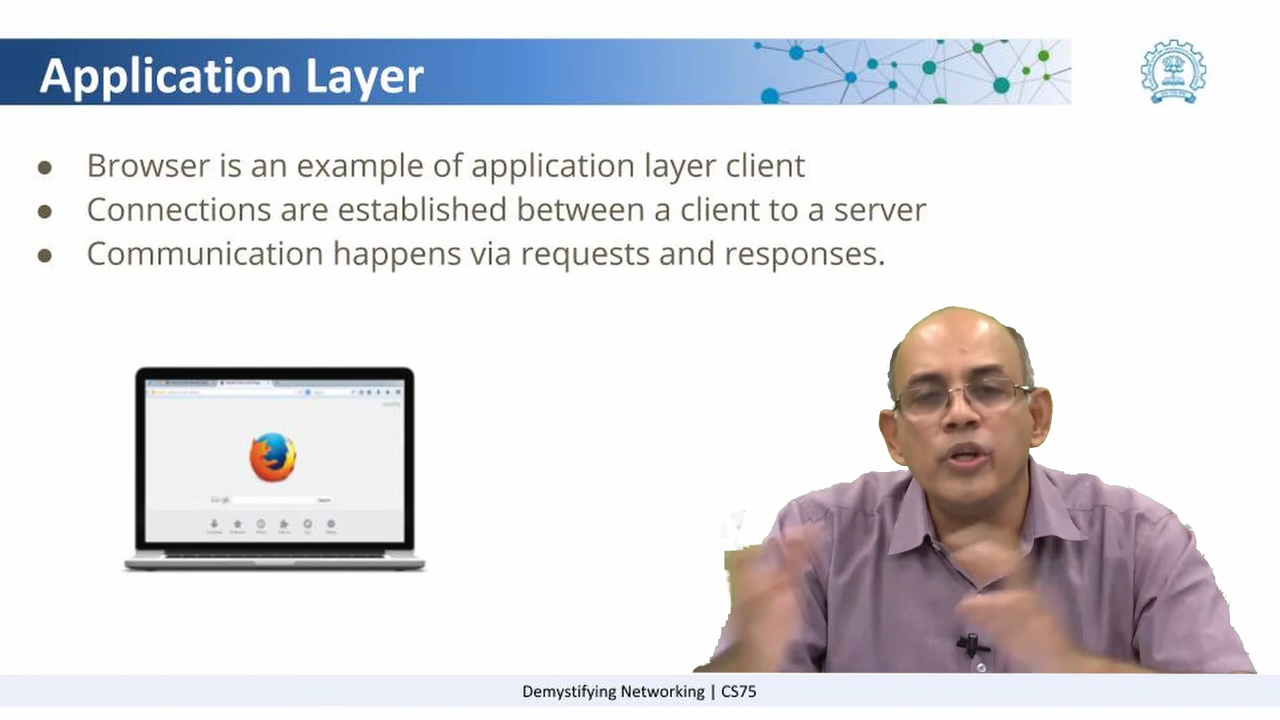 Application Layer
● Browser is an example of application layer client
● Connections are established between a client to a server
● Communication happens via requests and responses.
Google
Demystifying Networking | CS75